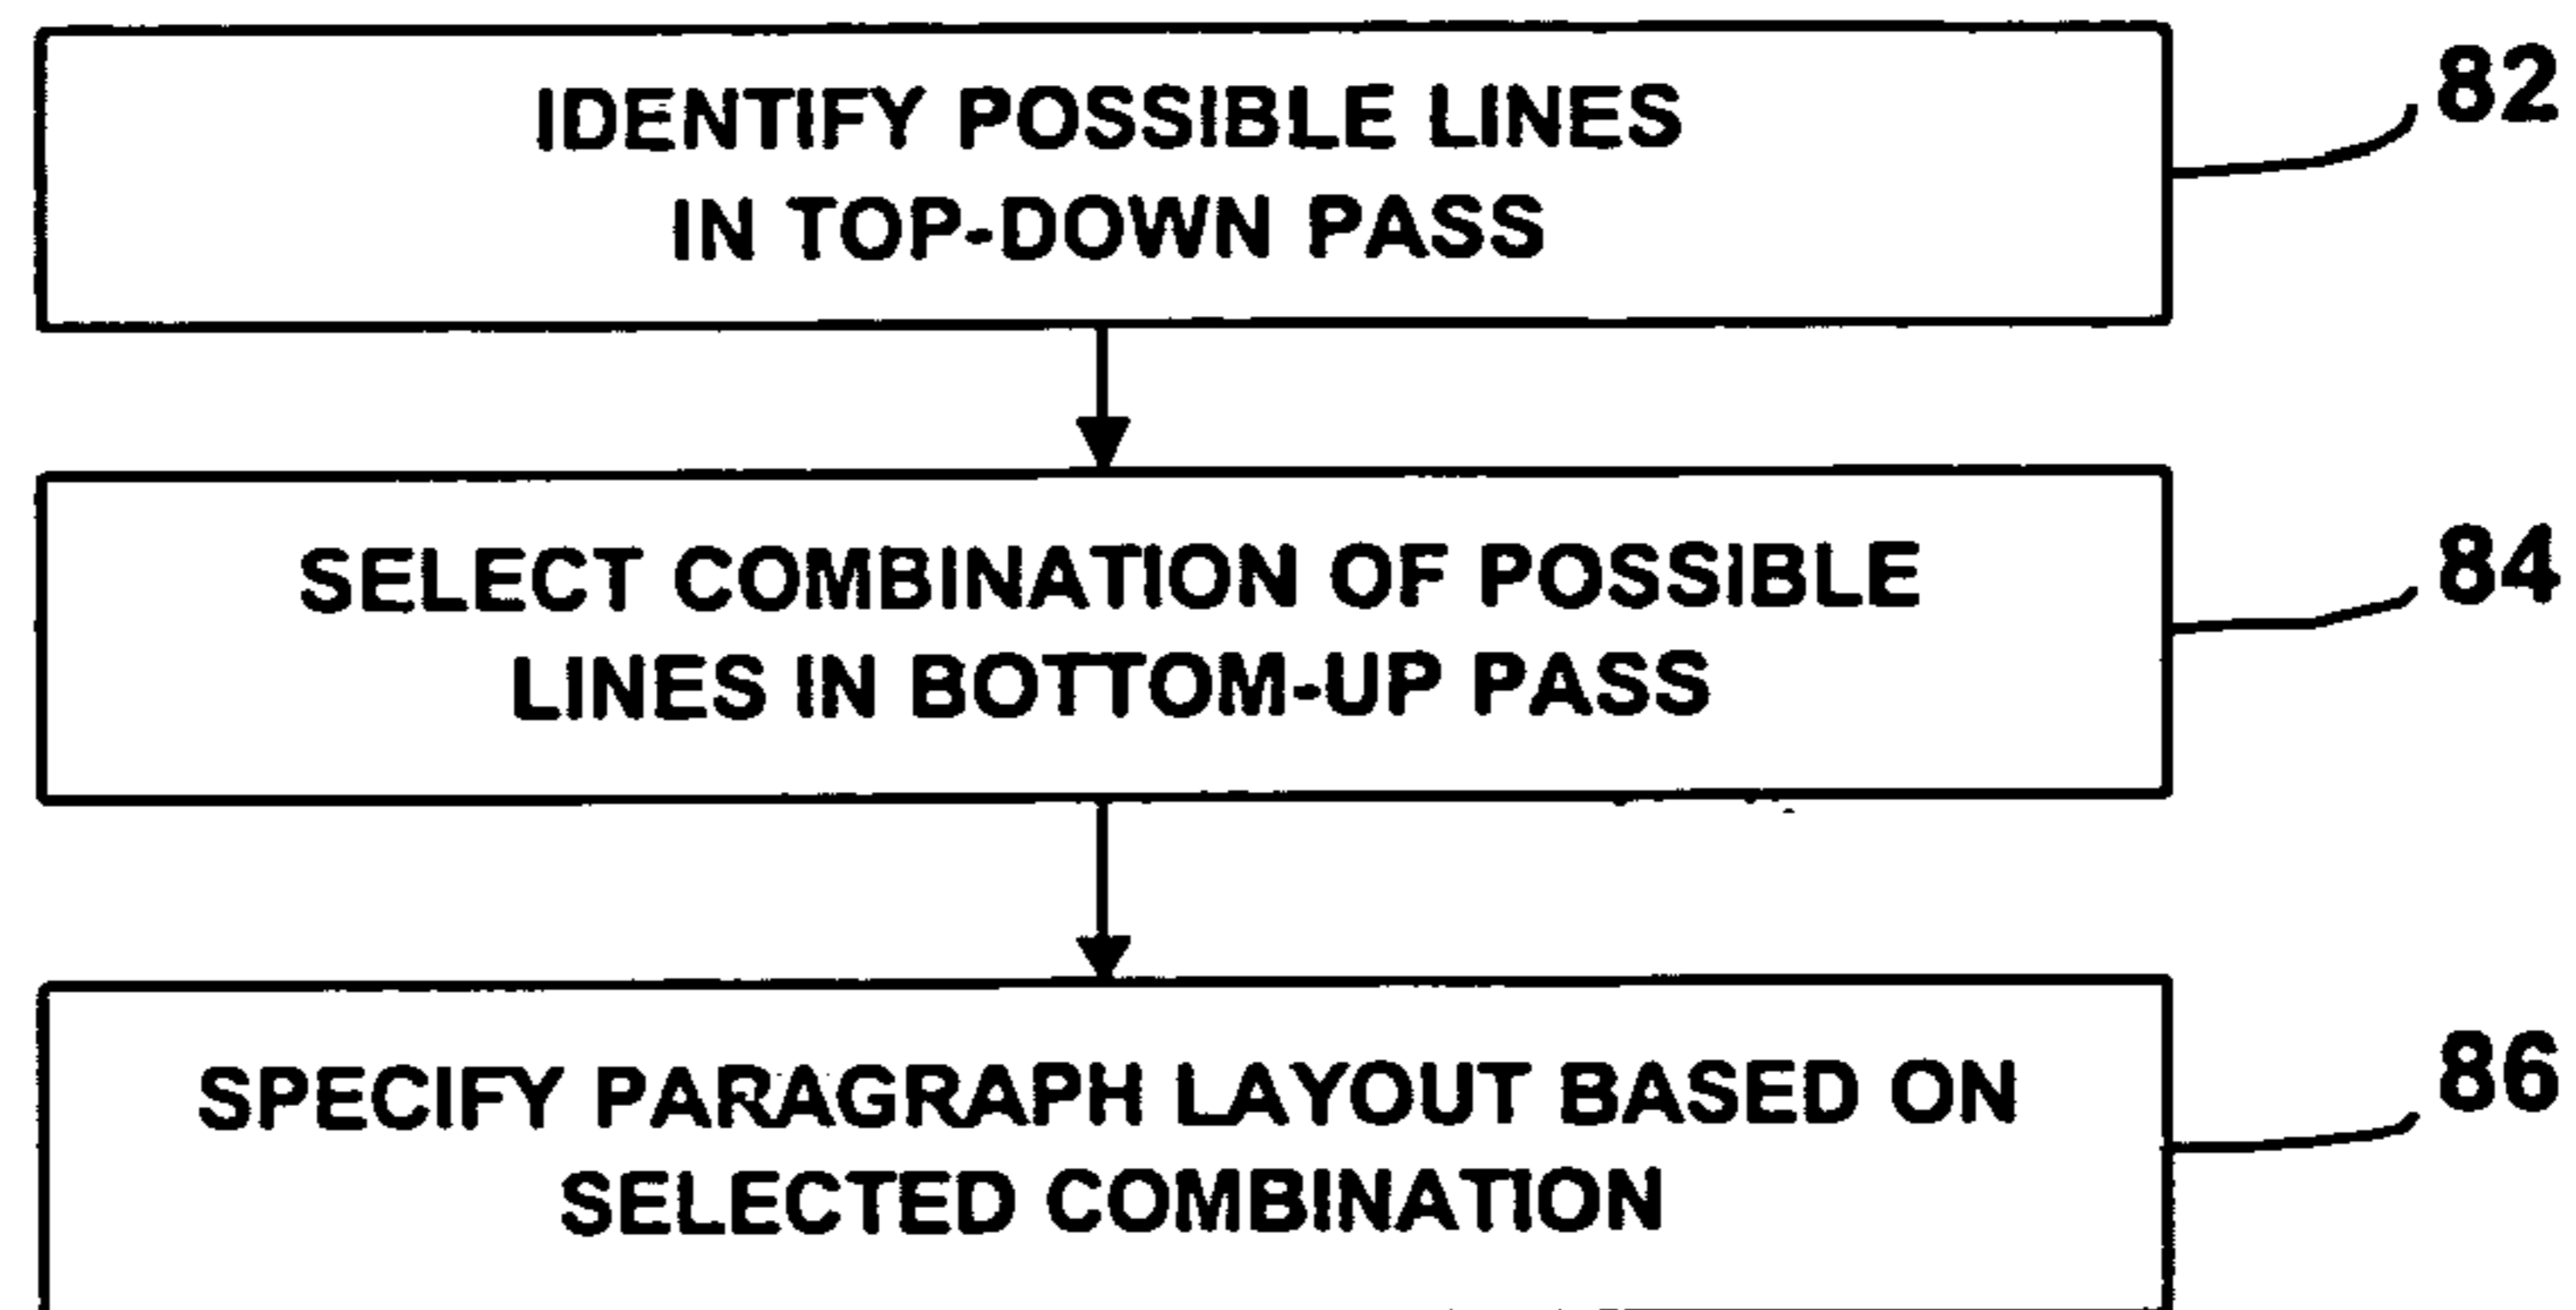 IDENTIFY POSSIBLE LINES
IN TOP-DOWN PASS
82
SELECT COMBINATION OF POSSIBLE
LINES IN BOTTOM-UP PASS
84
SPECIFY PARAGRAPH LAYOUT BASED ON
SELECTED COMBINATION
86